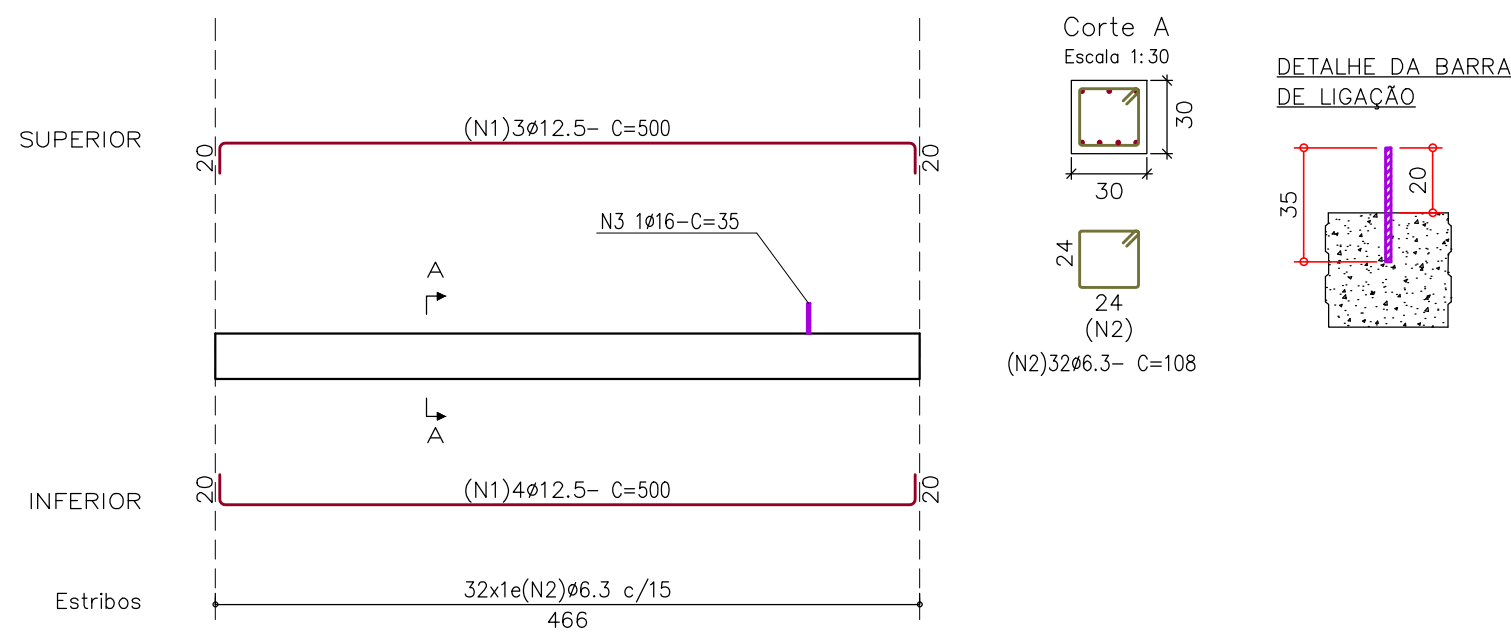 SUPERIOR
20
(N1)3ø12.5- C=500
20
N3 1ø16-C=35
A
A
INFERIOR
20
(N1)4ø12.5- C=500
20
Estribos
32x1e(N2)ø6.3 c/15
466
Corte A
Escala 1:30
30
30
24
24
(N2)
(N2)32ø6.3- C=108
DETALHE DA BARRA
DE LIGAÇÃO
35
20